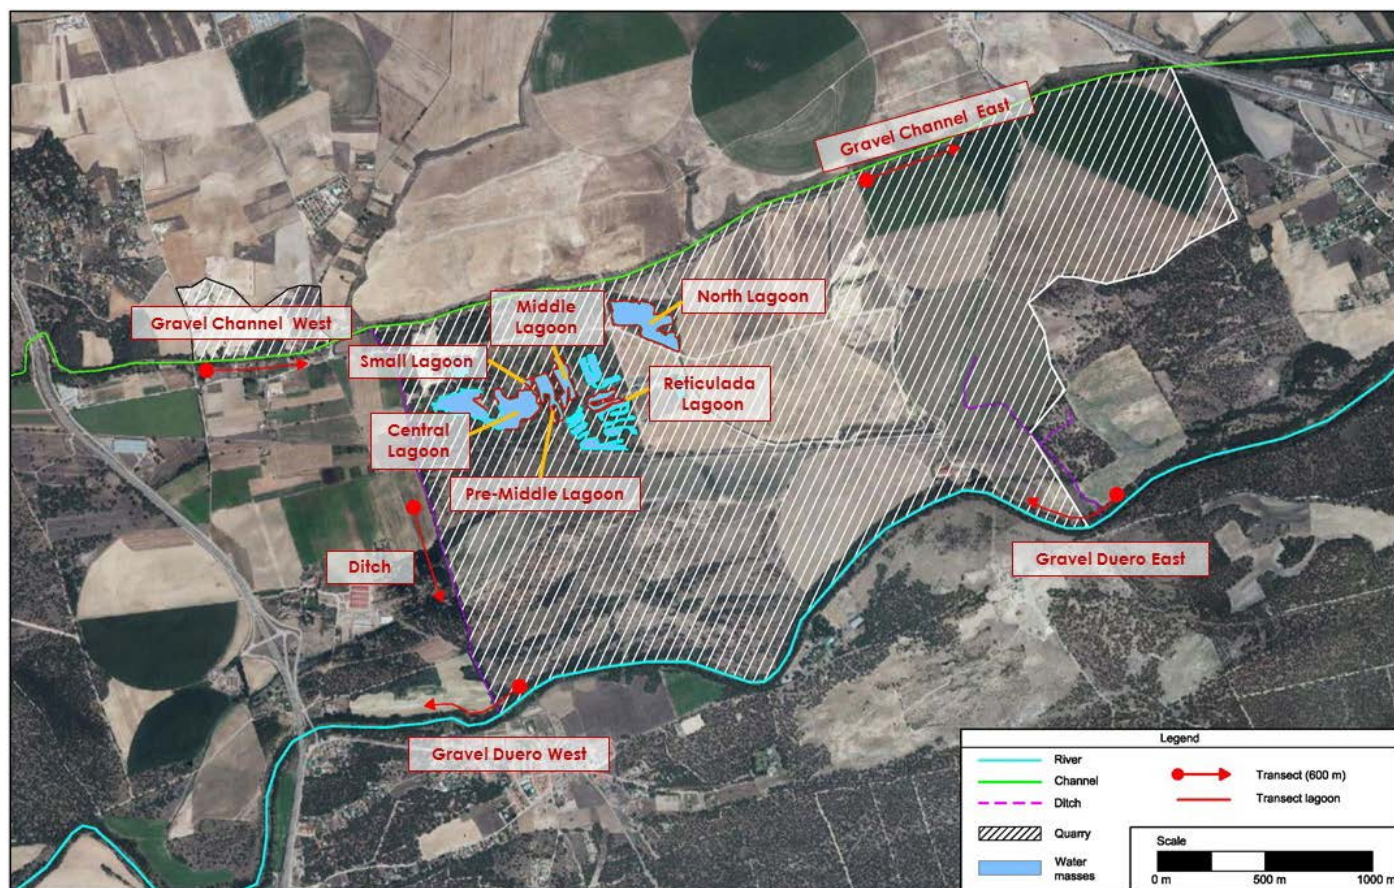 Gravel Channel East
North Lagoon
Middle
Lagoon
Gravel Channel West
Small Lagoon
Reticulada
Lagoon
Central
Lagoon
Pre-Middle Lagoon
Ditch
Gravel Duero East
Gravel Duero West
Legend
River
Channel
Ditch
Quarry
Water
masses
Transect (600 m)
Transect lagoon
Scale
0 m 500 m 1000 m